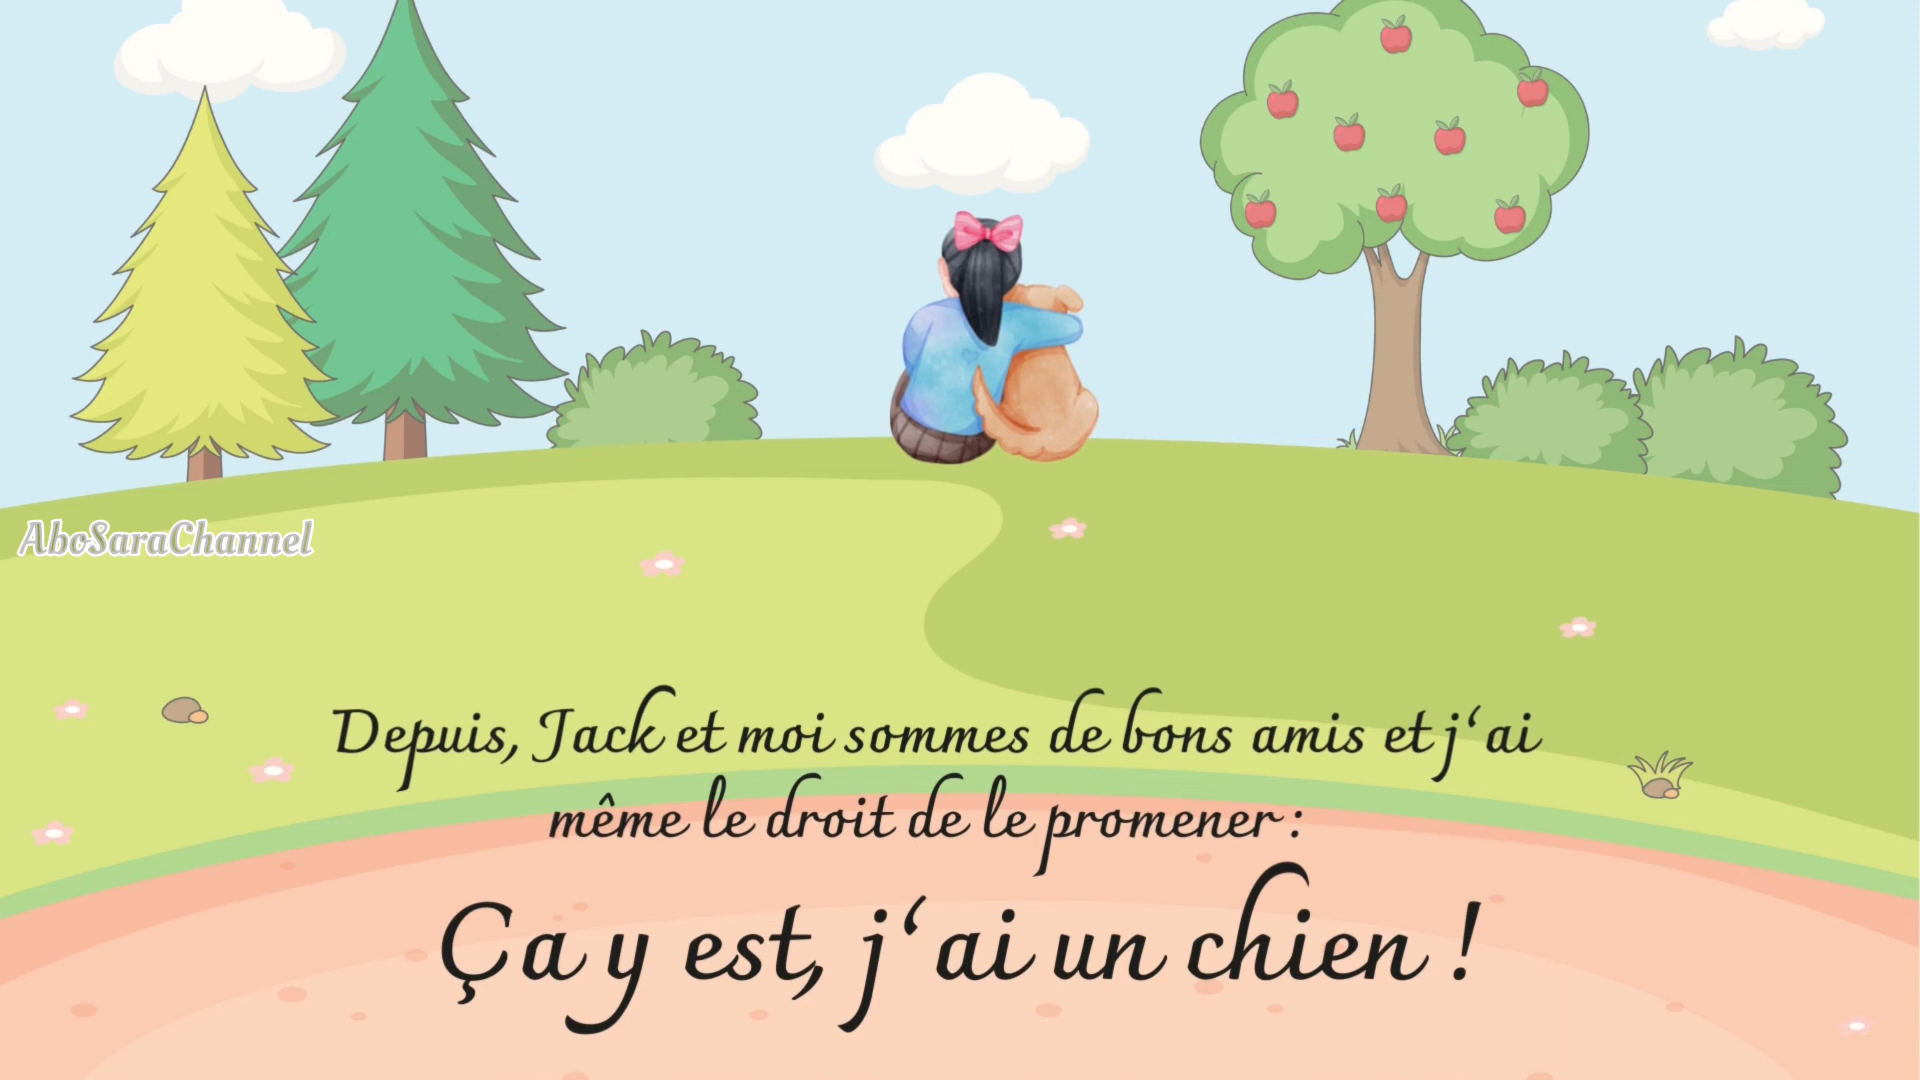 AboSaraChannel
Depuis, Jack et moi sommes de bons amis et j‘ai
même le droit de le promener :
Ça y est, j‘ai un chien !